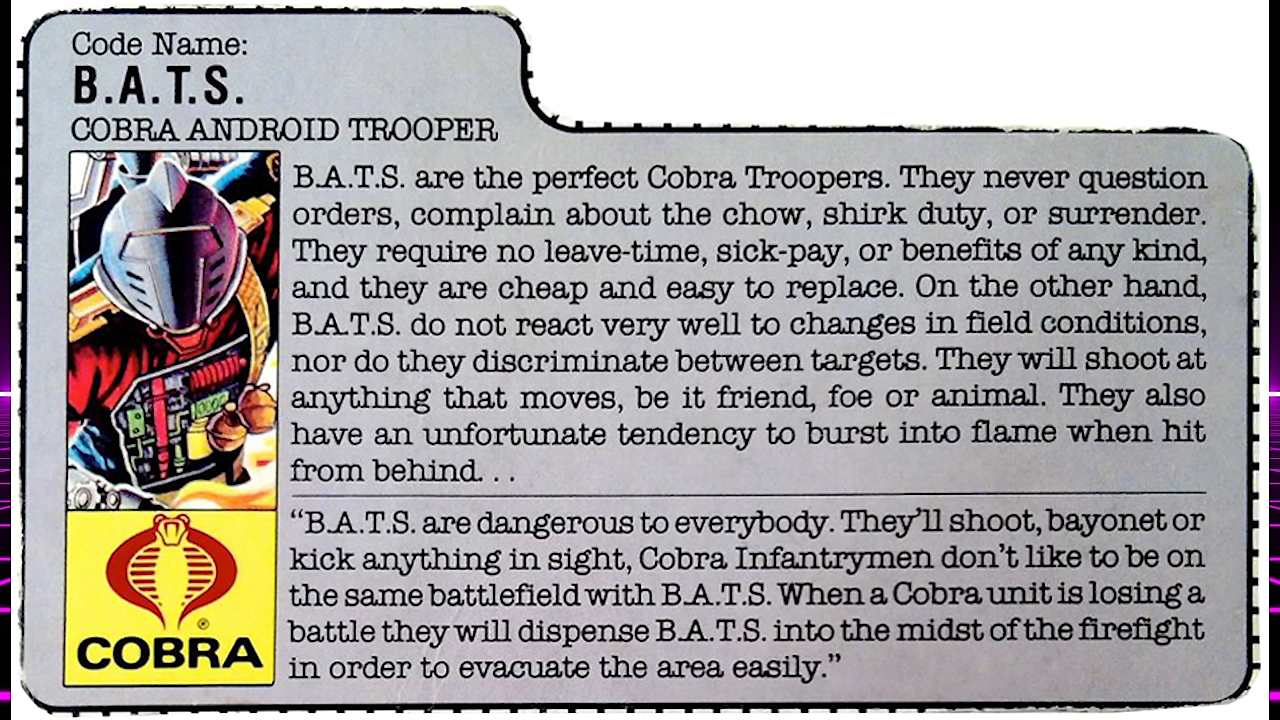 Code Name:
B.A.T.S.
COBRA ANDROID TROOPER
B.A.T.S. are the perfect Cobra Troopers. They never question
orders, complain about the chow, shirk duty, or surrender.
They require no leave-time, sick-pay, or benefits of any kind,
and they are cheap and easy to replace. On the other hand,
B.A.T.S. do not react very well to changes in field conditions,
nor do they discriminate between targets. They will shoot at
anything that moves, be it friend, foe or animal. They also
have an unfortunate tendency to burst into flame when hit
from behind. . .
“B.A.T.S. are dangerous to everybody. They’ll shoot, bayonet or
kick anything in sight, Cobra Infantrymen don’t like to be on
the same battlefield with B.A.T.S. When a Cobra unit is losing a
battle they will dispense B.A.T.S. into the midst of the firefight
in order to evacuate the area easily.”
®
COBRA